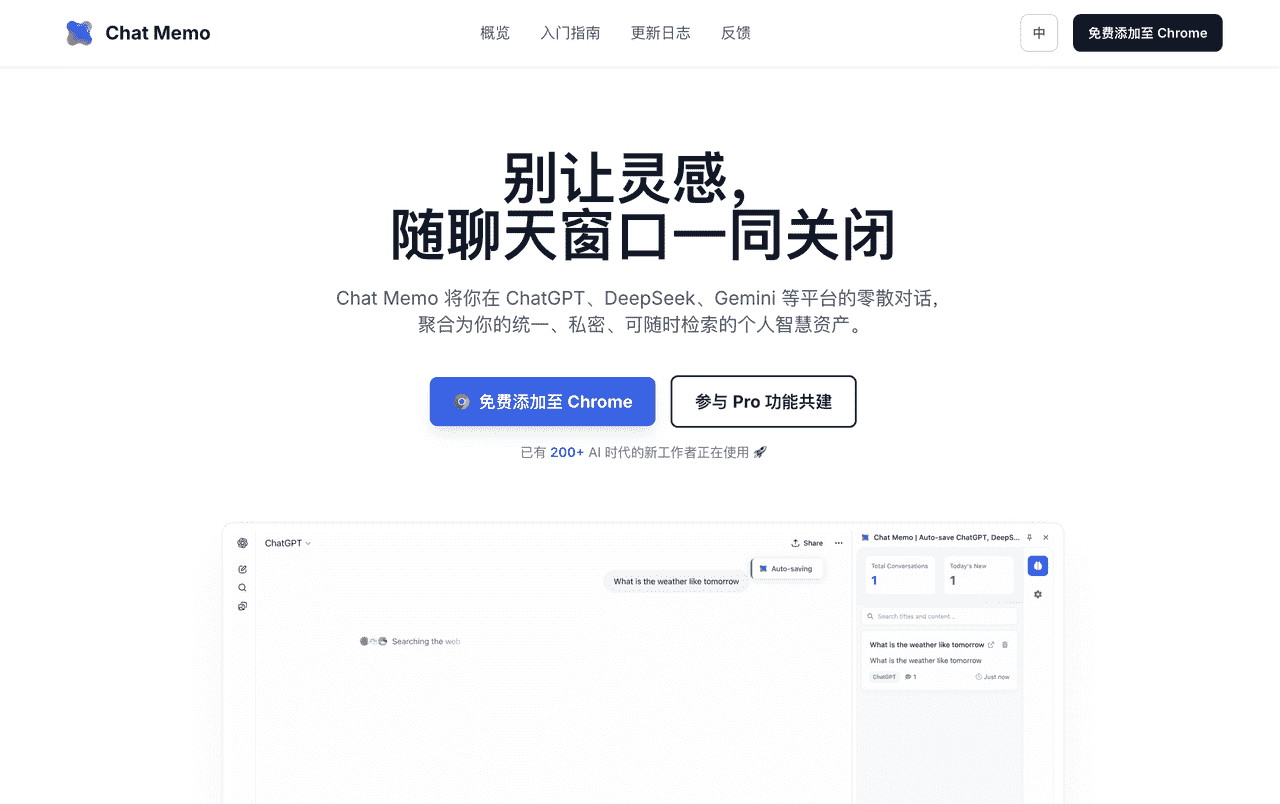 Chat Memo
概览
入门指南
更新日志
反馈
中
免费添加至 Chrome
别让灵感，
随聊天窗口一同关闭
Chat Memo 将你在 ChatGPT、DeepSeek、Gemini 等平台的零散对话，
聚合为你的统一、私密、可随时检索的个人智慧资产。
免费添加至 Chrome
参与 Pro 功能共建
已有 200+ AI 时代的新工作者正在使用 🚀
ChatGPT
Share
Auto-saving
What is the weather like tomorrow
Searching the web
Chat Memo | Auto-save ChatGPT, DeepS...
Total Conversations
1
Today's New
1
Search titles and content...
What is the weather like tomorrow
What is the weather like tomorrow
ChatGPT
1
Just now